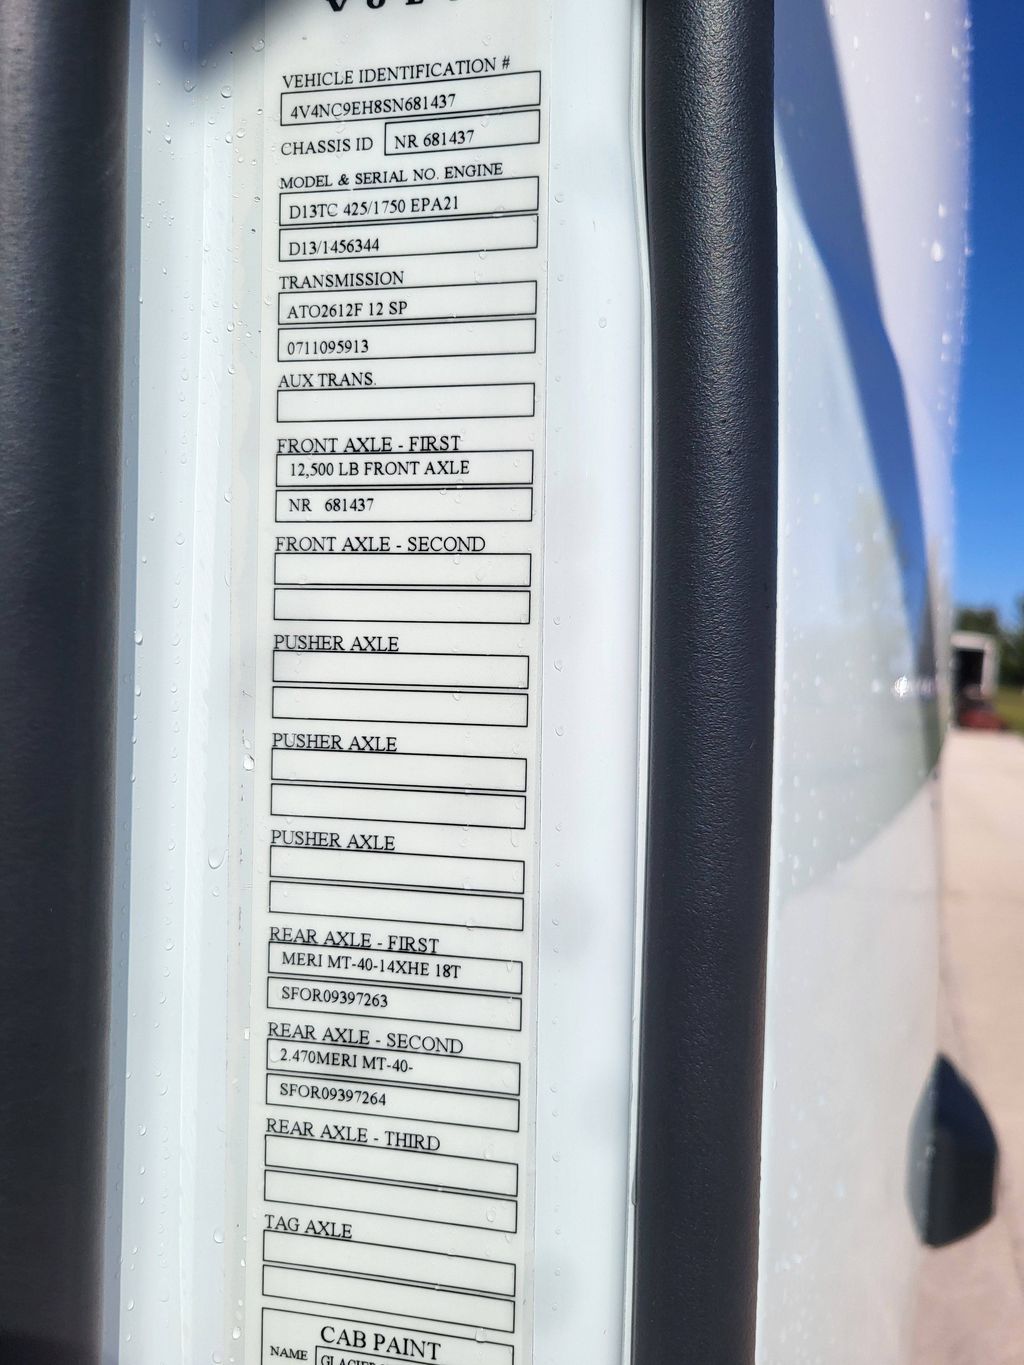 VEHICLE IDENTIFICATION #
4V4NC9EH8SN681437
CHASSIS ID NR 681437
MODEL & SERIAL NO. ENGINE
D13TC 425/1750 EPA21
D13/1456344
TRANSMISSION
ATO2612F 12 SP
0711095913
AUX TRANS.
FRONT AXLE - FIRST
12,500 LB FRONT AXLE
NR 681437
FRONT AXLE - SECOND
PUSHER AXLE
PUSHER AXLE
PUSHER AXLE
REAR AXLE - FIRST
MERI MT-40-14XHE 18T
SFOR09397263
REAR AXLE - SECOND
2.470MERI MT-40-
SFOR09397264
REAR AXLE - THIRD
TAG AXLE
CAB PAINT
NAME